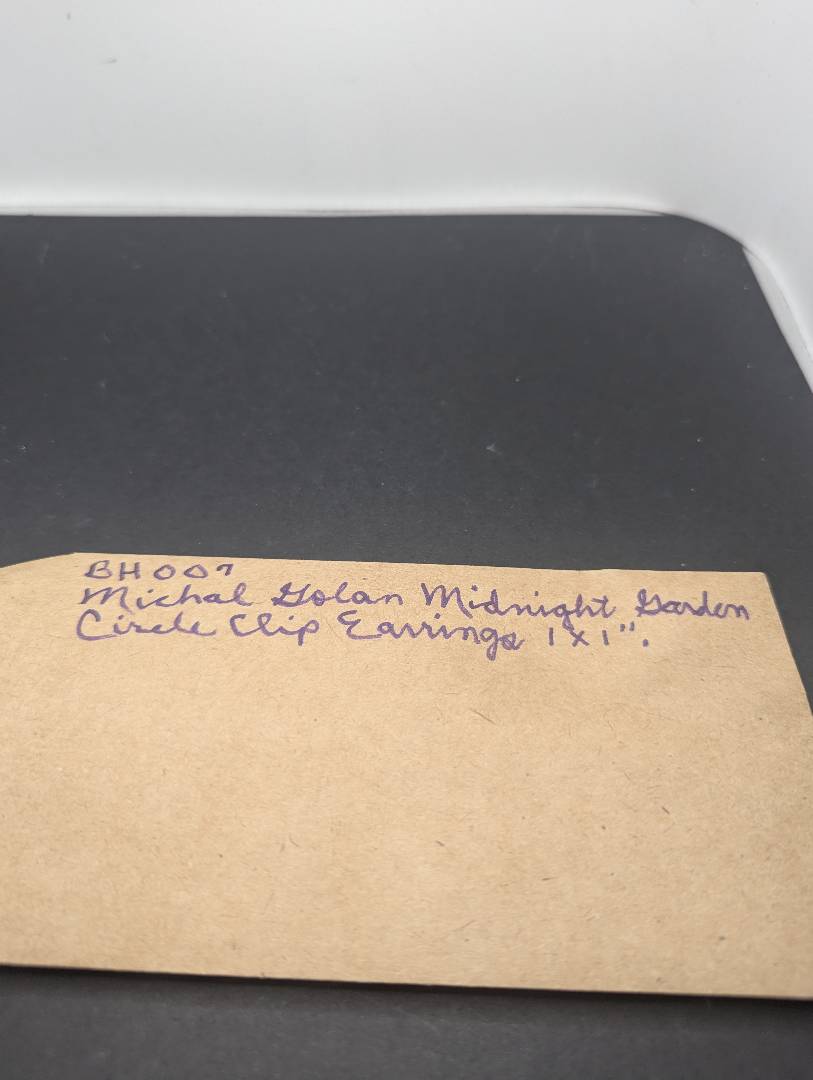 BH007
Michal Golan Midnight Garden
Circle Clip Earrings 1x1".